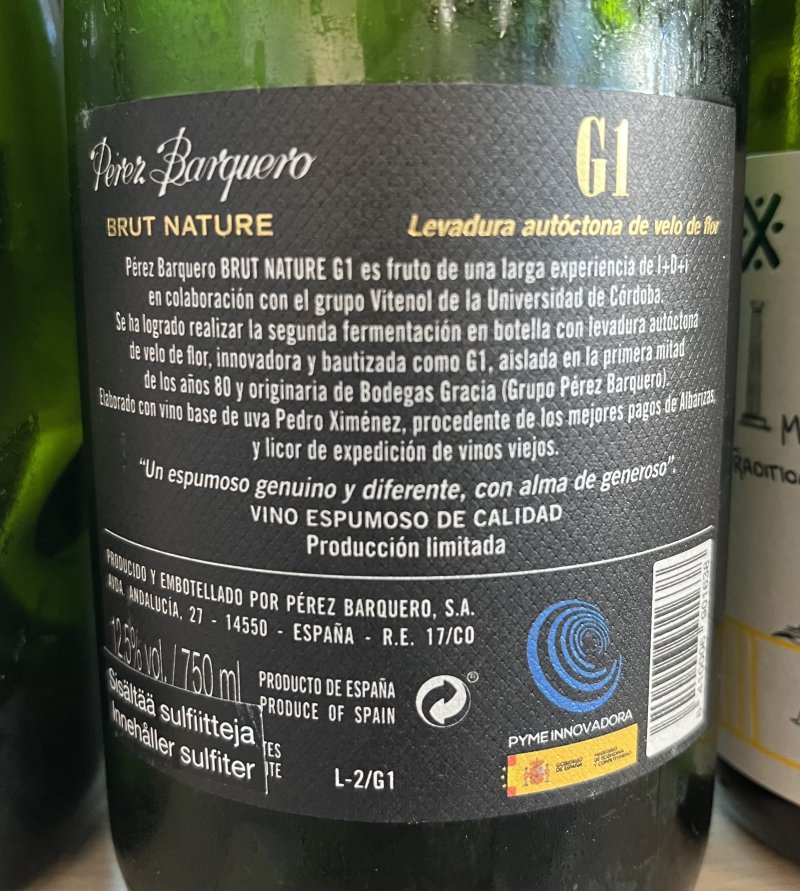 Pérez Barquero
G1
BRUT NATURE
Levadura autóctona de velo de flor
Pérez Barquero BRUT NATURE G1 es fruto de una larga experiencia de I+D+i
en colaboración con el grupo Vitenol de la Universidad de Córdoba.
Se ha logrado realizar la segunda fermentación en botella con levadura autóctona
de velo de flor, innovadora y bautizada como G1, aislada en la primera mitad
de los años 80 y originaria de Bodegas Gracia (Grupo Pérez Barquero).
Elaborado con vino base de uva Pedro Ximénez, procedente de los mejores pagos de Albarizas,
y licor de expedición de vinos viejos.
“Un espumoso genuino y diferente, con alma de generoso”.
VINO ESPUMOSO DE CALIDAD
Producción limitada
PRODUCIDO Y EMBOTELLADO POR PÉREZ BARQUERO, S.A.
AVDA. ANDALUCÍA, 27 - 14550 - ESPAÑA - R.E. 17/CO
12.5% vol. / 750 ml
PRODUCTO DE ESPAÑA
PRODUCE OF SPAIN
Sisältää sulfiitteja
Innehåller sulfiter
L-2/G1
PYME INNOVADORA
GOBIERNO
DE ESPAÑA